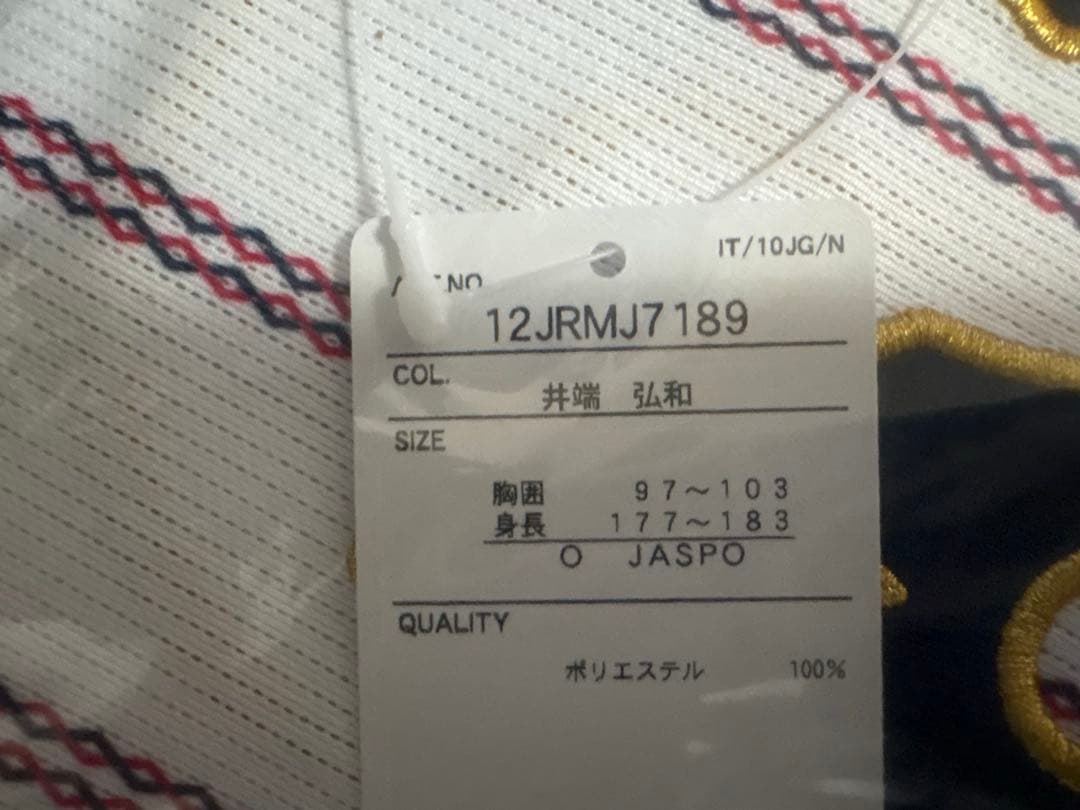 IT/10JG/N
NO
12JRMJ7189
COL.
井端 弘和
SIZE
胸囲 97～103
身長 177～183
O JASPO
QUALITY
ポリエステル 100%